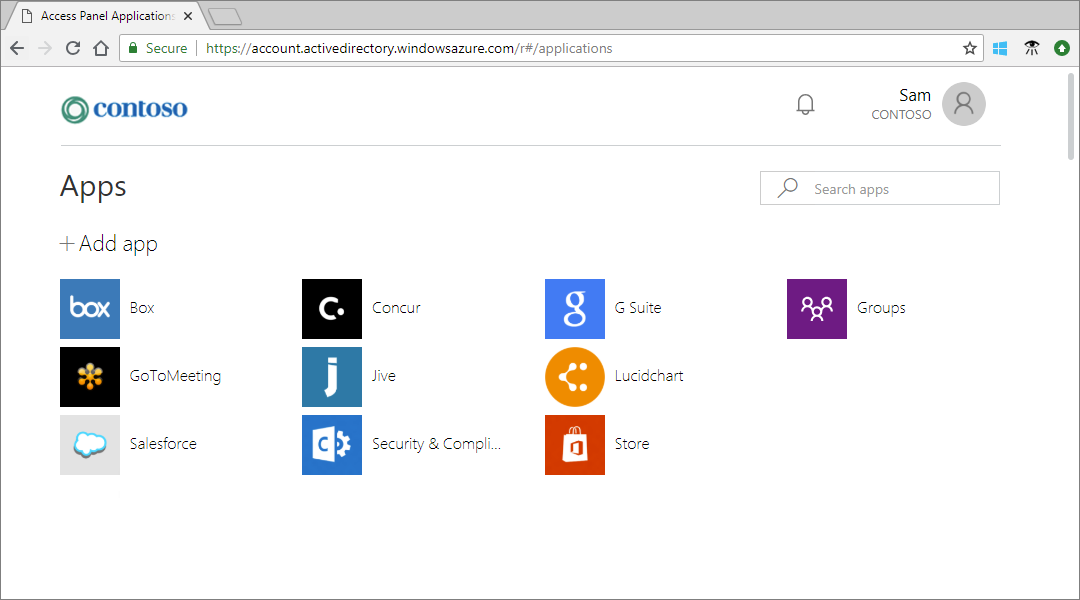 Access Panel Applications
Secure
https://account.activedirectory.windowsazure.com/r#/applications
contoso
Sam
CONTOSO
Apps
Search apps
+ Add app
box
Box
Concur
g
G Suite
Groups
GoToMeeting
j
Jive
Lucidchart
Salesforce
Security & Compli...
Store